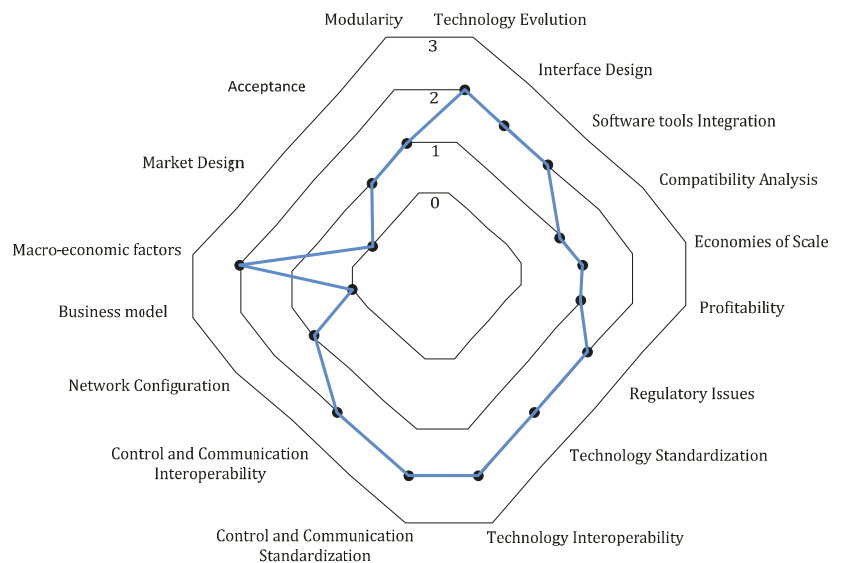 Modularity
Technology Evolution
3
Interface Design
Acceptance
2
Software tools Integration
1
Market Design
Compatibility Analysis
0
Macro-economic factors
Economies of Scale
Business model
Profitability
Network Configuration
Regulatory Issues
Control and Communication
Interoperability
Technology Standardization
Control and Communication
Standardization
Technology Interoperability